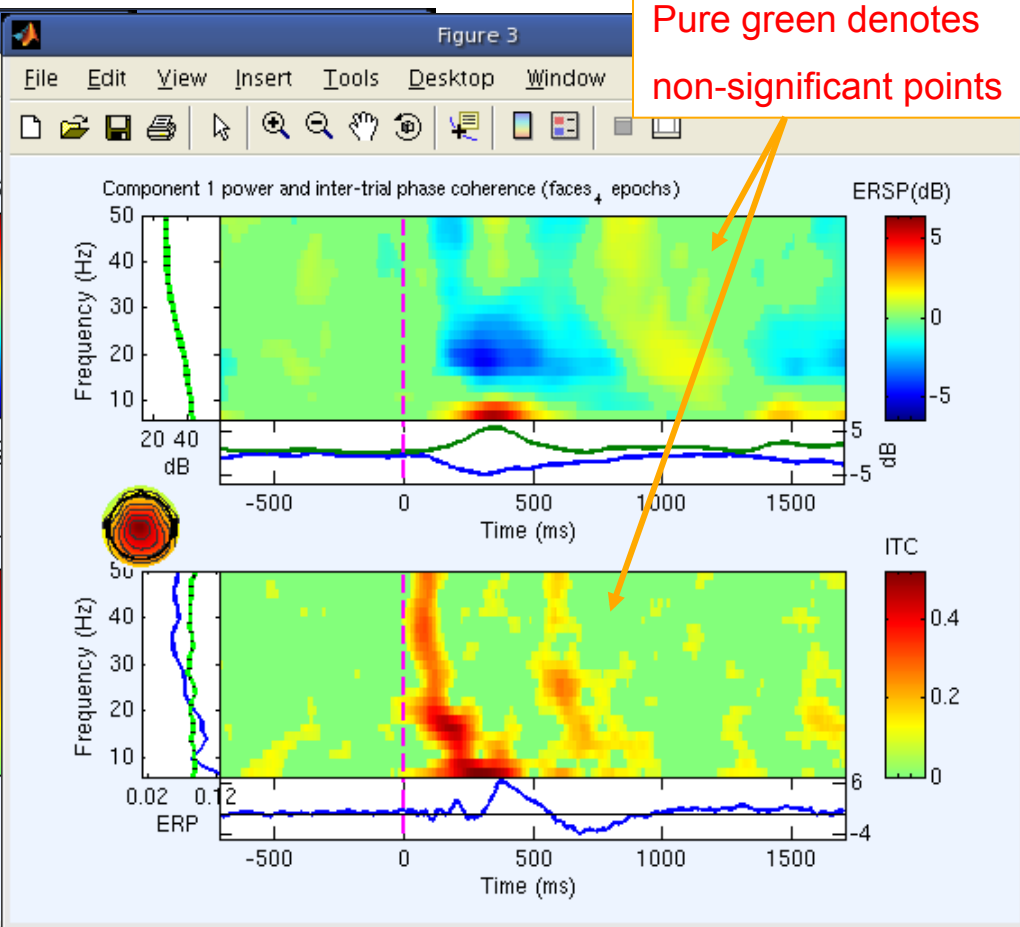 Pure green denotes
non-significant points
Figure 3
File Edit View Insert Tools Desktop Window
Component 1 power and inter-trial phase coherence (faces_4 epochs)
ERSP(dB)
50
40
30
20
10
Frequency (Hz)
5
0
-5
20 40
dB
5
-5
dB
-500 0 500 1000 1500
Time (ms)
ITC
50
40
30
20
10
Frequency (Hz)
0.4
0.2
0
0.02 0.12
ERP
6
-4
-500 0 500 1000 1500
Time (ms)